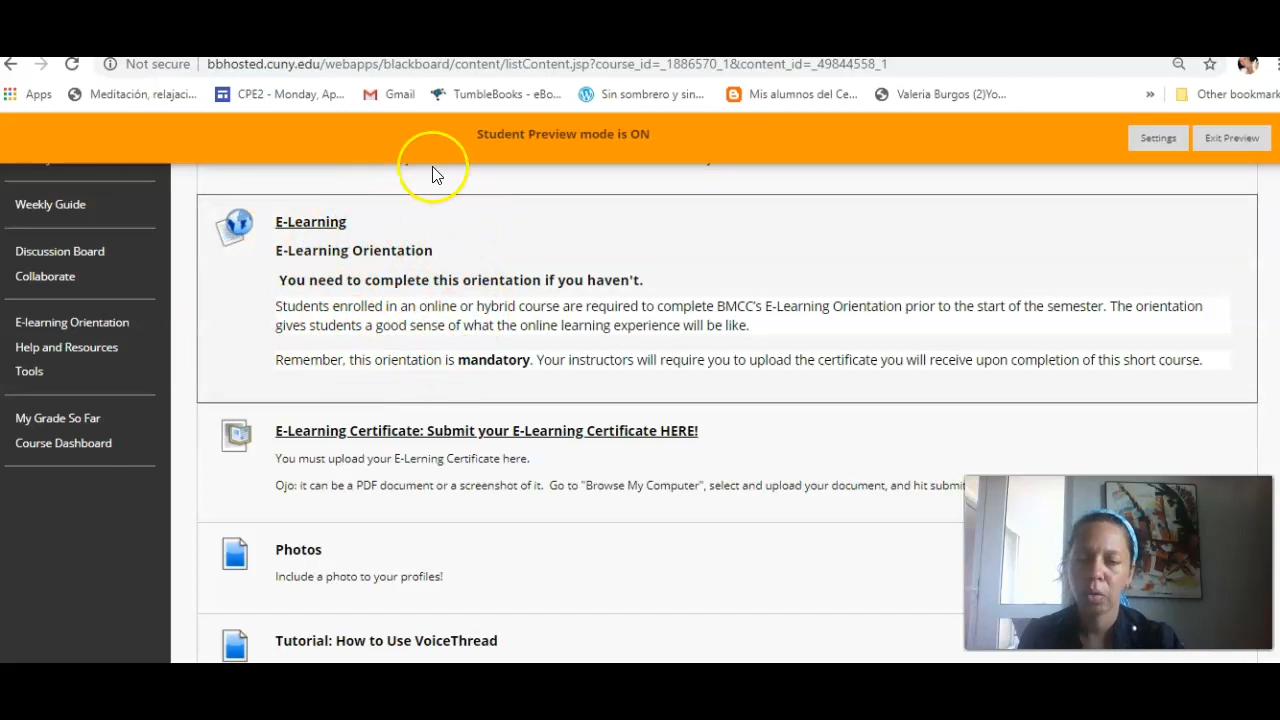 Not secure bbhosted.cuny.edu/webapps/blackboard/content/listContent.jsp?course_id=_1886570_1&content_id=_49844558_1
Apps Meditación, relajaci... CPE2 - Monday, Ap... Gmail TumbleBooks - eBo... Sin sombrero y sin... Mis alumnos del Ce... Valeria Burgos (2)Yo... » Other bookmark
Student Preview mode is ON
Settings
Exit Preview
Weekly Guide
Discussion Board
Collaborate
E-learning Orientation
Help and Resources
Tools
My Grade So Far
Course Dashboard
E-Learning
E-Learning Orientation
You need to complete this orientation if you haven't.
Students enrolled in an online or hybrid course are required to complete BMCC's E-Learning Orientation prior to the start of the semester. The orientation
gives students a good sense of what the online learning experience will be like.
Remember, this orientation is mandatory. Your instructors will require you to upload the certificate you will receive upon completion of this short course.
E-Learning Certificate: Submit your E-Learning Certificate HERE!
You must upload your E-Lerning Certificate here.
Ojo: it can be a PDF document or a screenshot of it. Go to "Browse My Computer", select and upload your document, and hit submit
Photos
Include a photo to your profiles!
Tutorial: How to Use VoiceThread